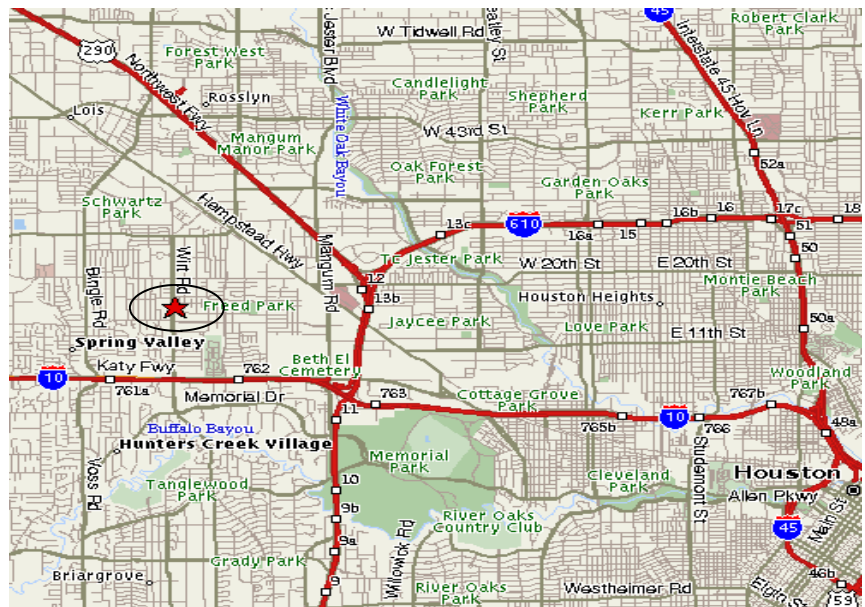 45
Robert Clark
Park
W Tidwell Rd
290
Forest West
Park
Northwest Fwy
Rosslyn
Lois
Candlelight
Park
Shepherd
Park
Interstate 45 Hov Ln
Kerr Park
White Oak Bayou
W 43rd St
Mangum
Manor Park
Oak Forest
Park
52a
Garden Oaks
Park
Schwartz
Park
Hempstead Hwy
13c
610
16a
15
16b
16
17c
18
51
50
Mangum Rd
TC Jester Park
W 20th St
E 20th St
Montie Beach
Park
Bingle Rd
Wirt Rd
12
13b
Freed Park
Houston Heights
Jaycee Park
Love Park
E 11th St
50a
Spring Valley
Katy Fwy
762
Beth El
Cemetery
Woodland
Park
10
761a
Memorial Dr
763
Cottage Grove
Park
767b
11
765b
10
766
48a
Buffalo Bayou
Hunters Creek Village
Memorial
Park
Studemont St
Houston
Voss Rd
10
Tanglewood
Park
Cleveland
Park
Allen Pkwy
9b
River Oaks
Country Club
45
Main St
9a
Grady Park
Willowick Rd
Briargrove
9
River Oaks
Park
Westheimer Rd
46b
Elgin St
59